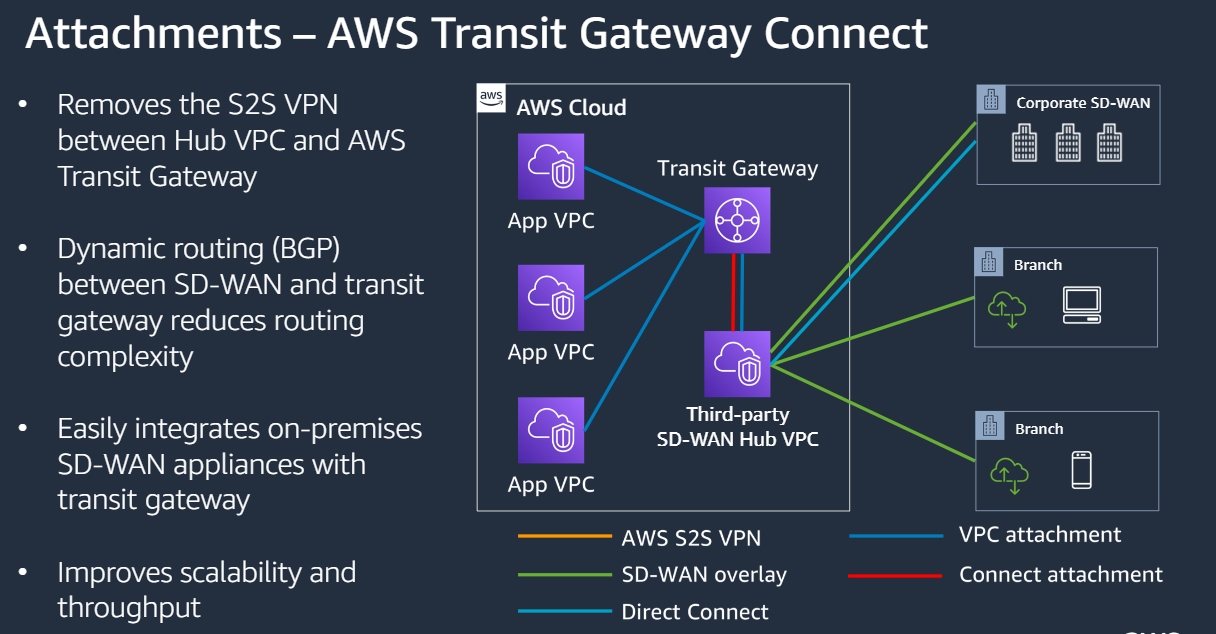 Attachments – AWS Transit Gateway Connect
• Removes the S2S VPN
between Hub VPC and AWS
Transit Gateway
• Dynamic routing (BGP)
between SD-WAN and transit
gateway reduces routing
complexity
• Easily integrates on-premises
SD-WAN appliances with
transit gateway
• Improves scalability and
throughput
aws
AWS Cloud
App VPC
App VPC
App VPC
Transit Gateway
Third-party
SD-WAN Hub VPC
Corporate SD-WAN
Branch
Branch
AWS S2S VPN
SD-WAN overlay
Direct Connect
VPC attachment
Connect attachment